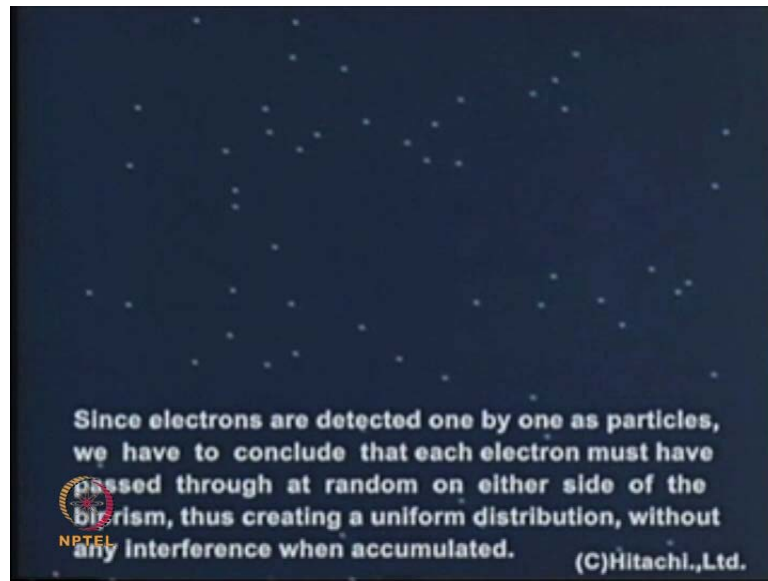 Since electrons are detected one by one as particles,
we have to conclude that each electron must have
passed through at random on either side of the
biprism, thus creating a uniform distribution, without
any interference when accumulated.
NPTEL
(C)Hitachi.,Ltd.